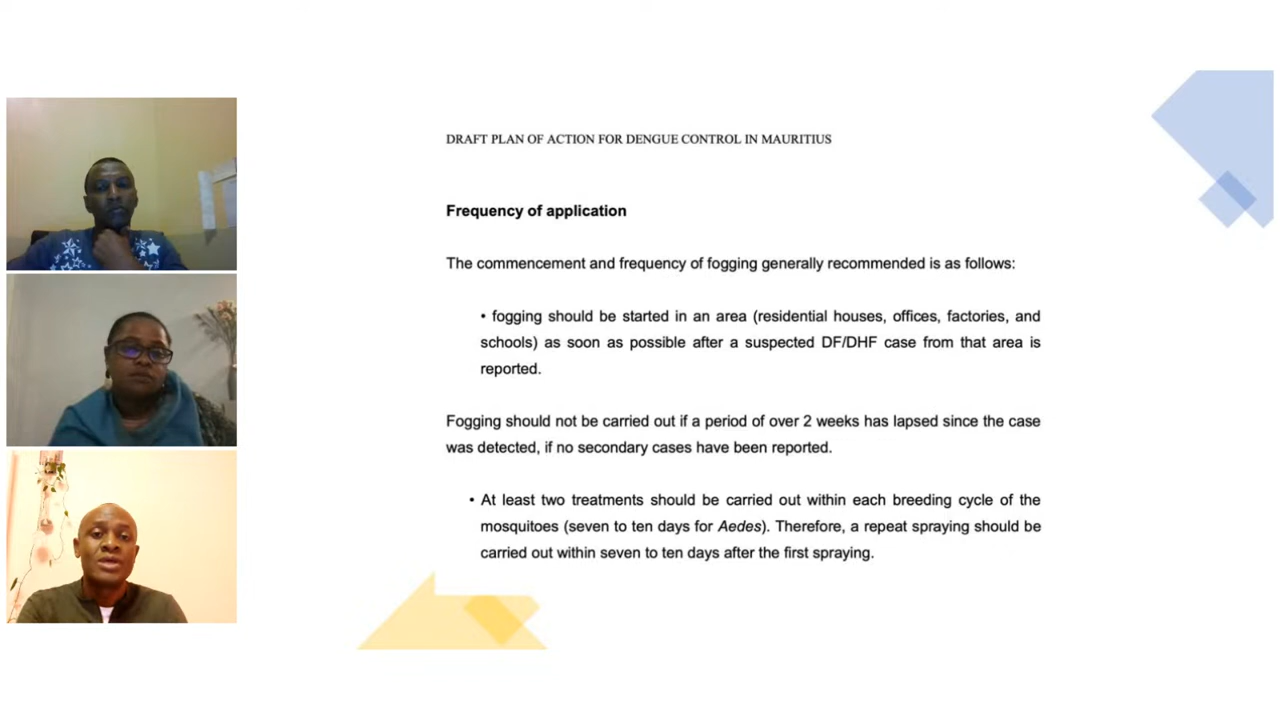 DRAFT PLAN OF ACTION FOR DENGUE CONTROL IN MAURITIUS
Frequency of application
The commencement and frequency of fogging generally recommended is as follows:
• fogging should be started in an area (residential houses, offices, factories, and
schools) as soon as possible after a suspected DF/DHF case from that area is
reported.
Fogging should not be carried out if a period of over 2 weeks has lapsed since the case
was detected, if no secondary cases have been reported.
• At least two treatments should be carried out within each breeding cycle of the
mosquitoes (seven to ten days for Aedes). Therefore, a repeat spraying should be
carried out within seven to ten days after the first spraying.